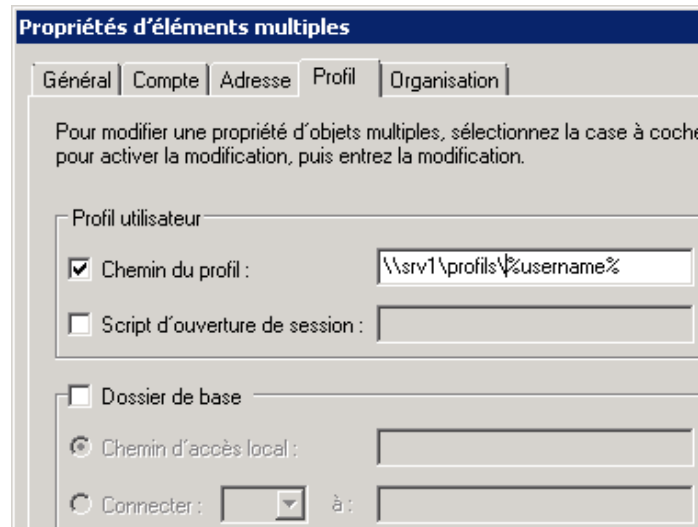 Propriétés d'éléments multiples
Général Compte Adresse Profil Organisation
Pour modifier une propriété d'objets multiples, sélectionnez la case à coche
pour activer la modification, puis entrez la modification.
Profil utilisateur
Chemin du profil : \\srv1\profils\%username%
Script d'ouverture de session :
Dossier de base
Chemin d'accès local :
Connecter : à :